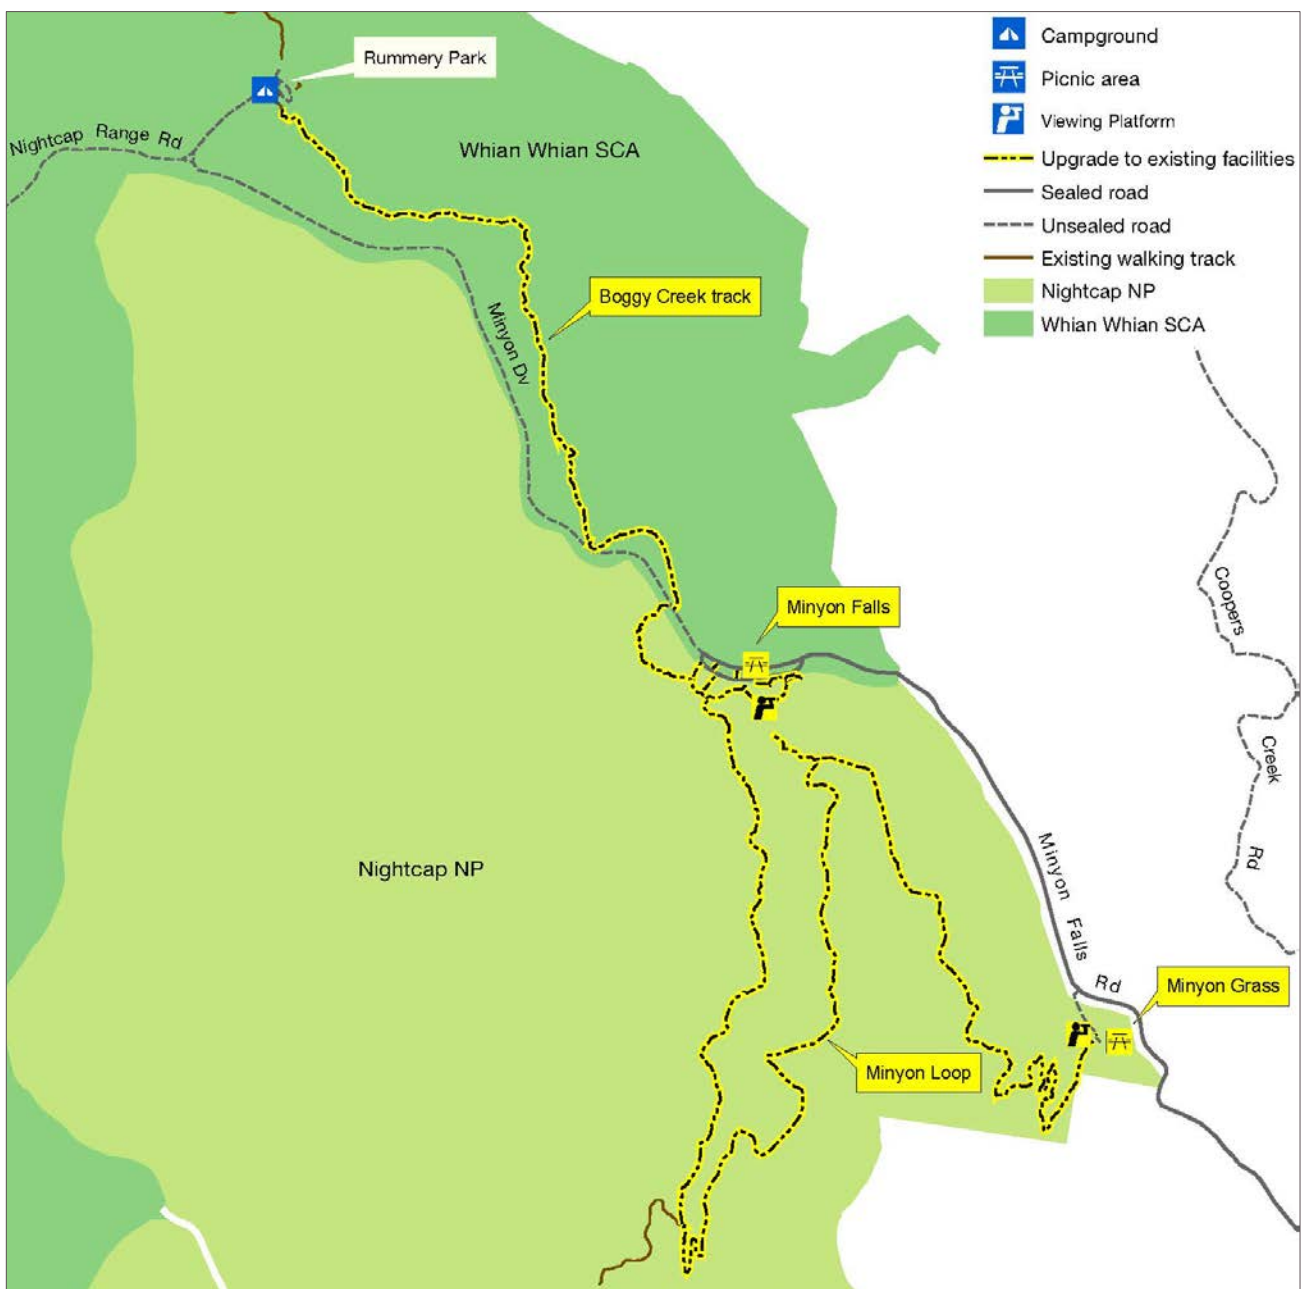 Rummery Park
Nightcap Range Rd
Whian Whian SCA
Boggy Creek track
Minyon Dv
Minyon Falls
Nightcap NP
Minyon Falls Rd
Minyon Grass
Minyon Loop
Coopers Creek Rd
Campground
Picnic area
Viewing Platform
Upgrade to existing facilities
Sealed road
Unsealed road
Existing walking track
Nightcap NP
Whian Whian SCA